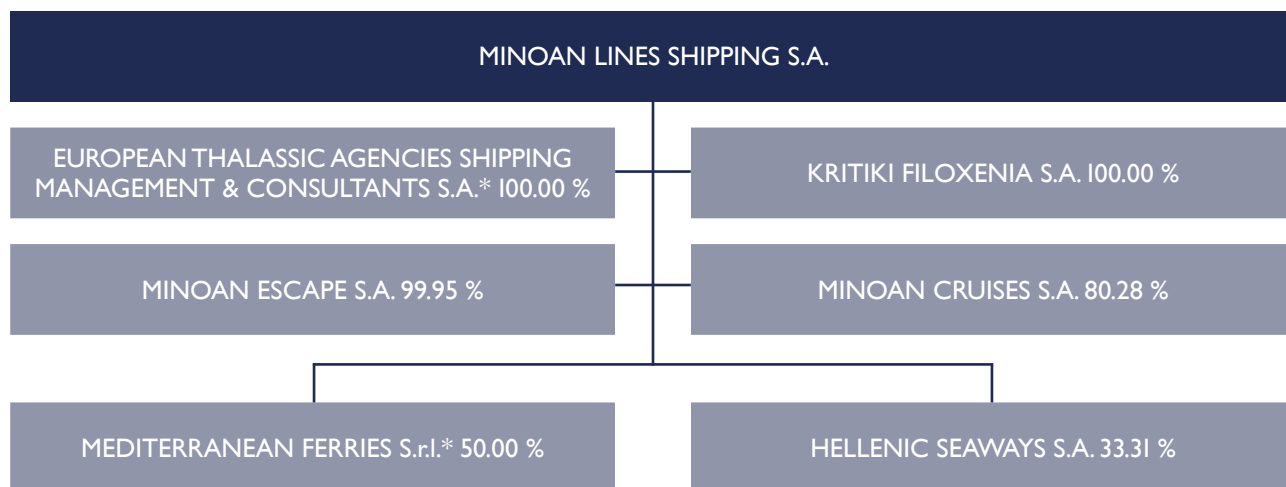 MINOAN LINES SHIPPING S.A.
EUROPEAN THALASSIC AGENCIES SHIPPING
MANAGEMENT & CONSULTANTS S.A.* 100.00 %
KRITIKI FILOXENIA S.A. 100.00 %
MINOAN ESCAPE S.A. 99.95 %
MINOAN CRUISES S.A. 80.28 %
MEDITERRANEAN FERRIES S.r.l.* 50.00 %
HELLENIC SEAWAYS S.A. 33.31 %